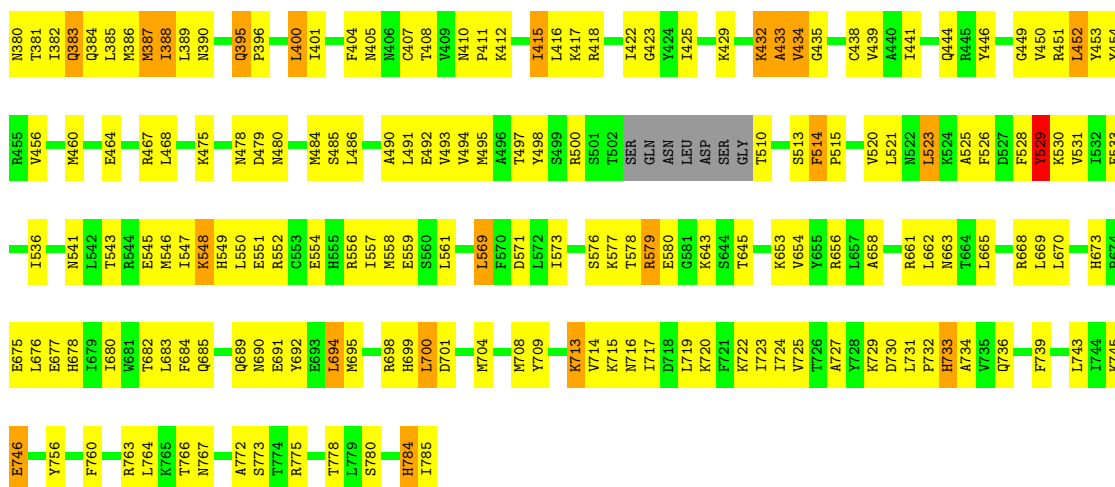 N380 T381 I382 Q383 Q384 L385 M386 M387 I388 L389 N390 Q395 P396 L400 I401 F404 N405 N406 C407 T408 V409 N410 P411 K412 I415 L416 K417 R418 I422 G423 Y424 I425 K429 K432 A433 V434 G435 C438 V439 A440 I441 Q444 R445 Y446 G449 V450 R451 L452 Y453 Y454
R455 V456 M460 E464 R467 L468 K475 N478 D479 N480 M484 S485 L486 A490 L491 E492 V493 V494 M495 A496 T497 Y498 S499 R500 S501 T502 SER GLN ASN LEU ASP SER GLY T510 S513 F514 P515 V520 L521 N522 L523 K524 A525 F526 D527 F528 Y529 K530 V531 I532 E533
I536 N541 L542 T543 R544 E545 M546 I547 K548 H549 L550 E551 R552 C553 E554 H555 R556 I557 M558 E559 S560 L561 L569 F570 D571 L572 I573 S576 K577 T578 R579 E580 G581 K643 S644 T645 K653 V654 Y655 R656 L657 A658 R661 L662 N663 T664 L665 R668 L669 L670 H673 R674
E675 L676 E677 H678 I679 I680 W681 T682 L683 F684 Q685 Q689 N690 E691 Y692 E693 L694 M695 R698 H699 L700 D701 M704 M708 Y709 K713 V714 K715 N716 I717 D718 L719 K720 F721 K722 I723 I724 V725 T726 A727 Y728 K729 D730 L731 P732 H733 A734 V735 Q736 F739 L743 I744 K745
E746 Y756 F760 R763 L764 K765 T766 N767 A772 S773 T774 R775 T778 L779 S780 H784 I785